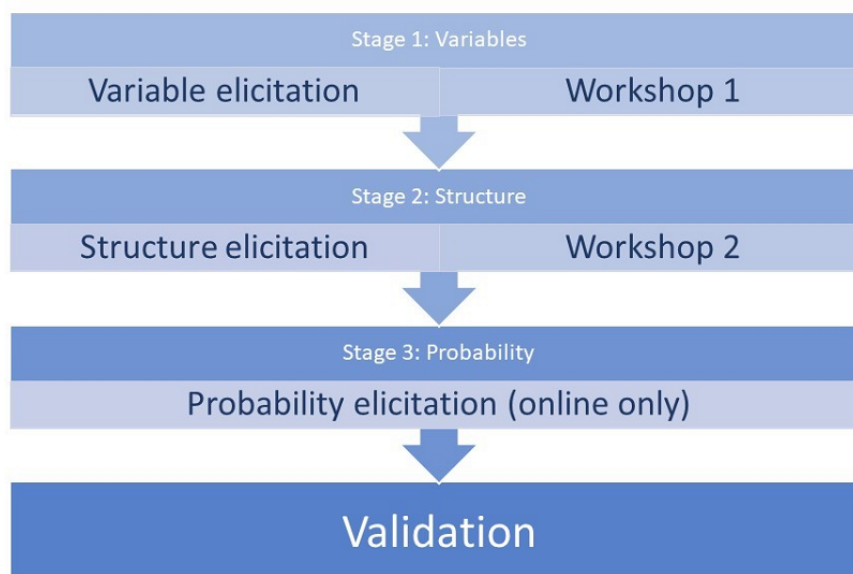 Stage 1: Variables
Variable elicitation
Workshop 1
Stage 2: Structure
Structure elicitation
Workshop 2
Stage 3: Probability
Probability elicitation (online only)
Validation